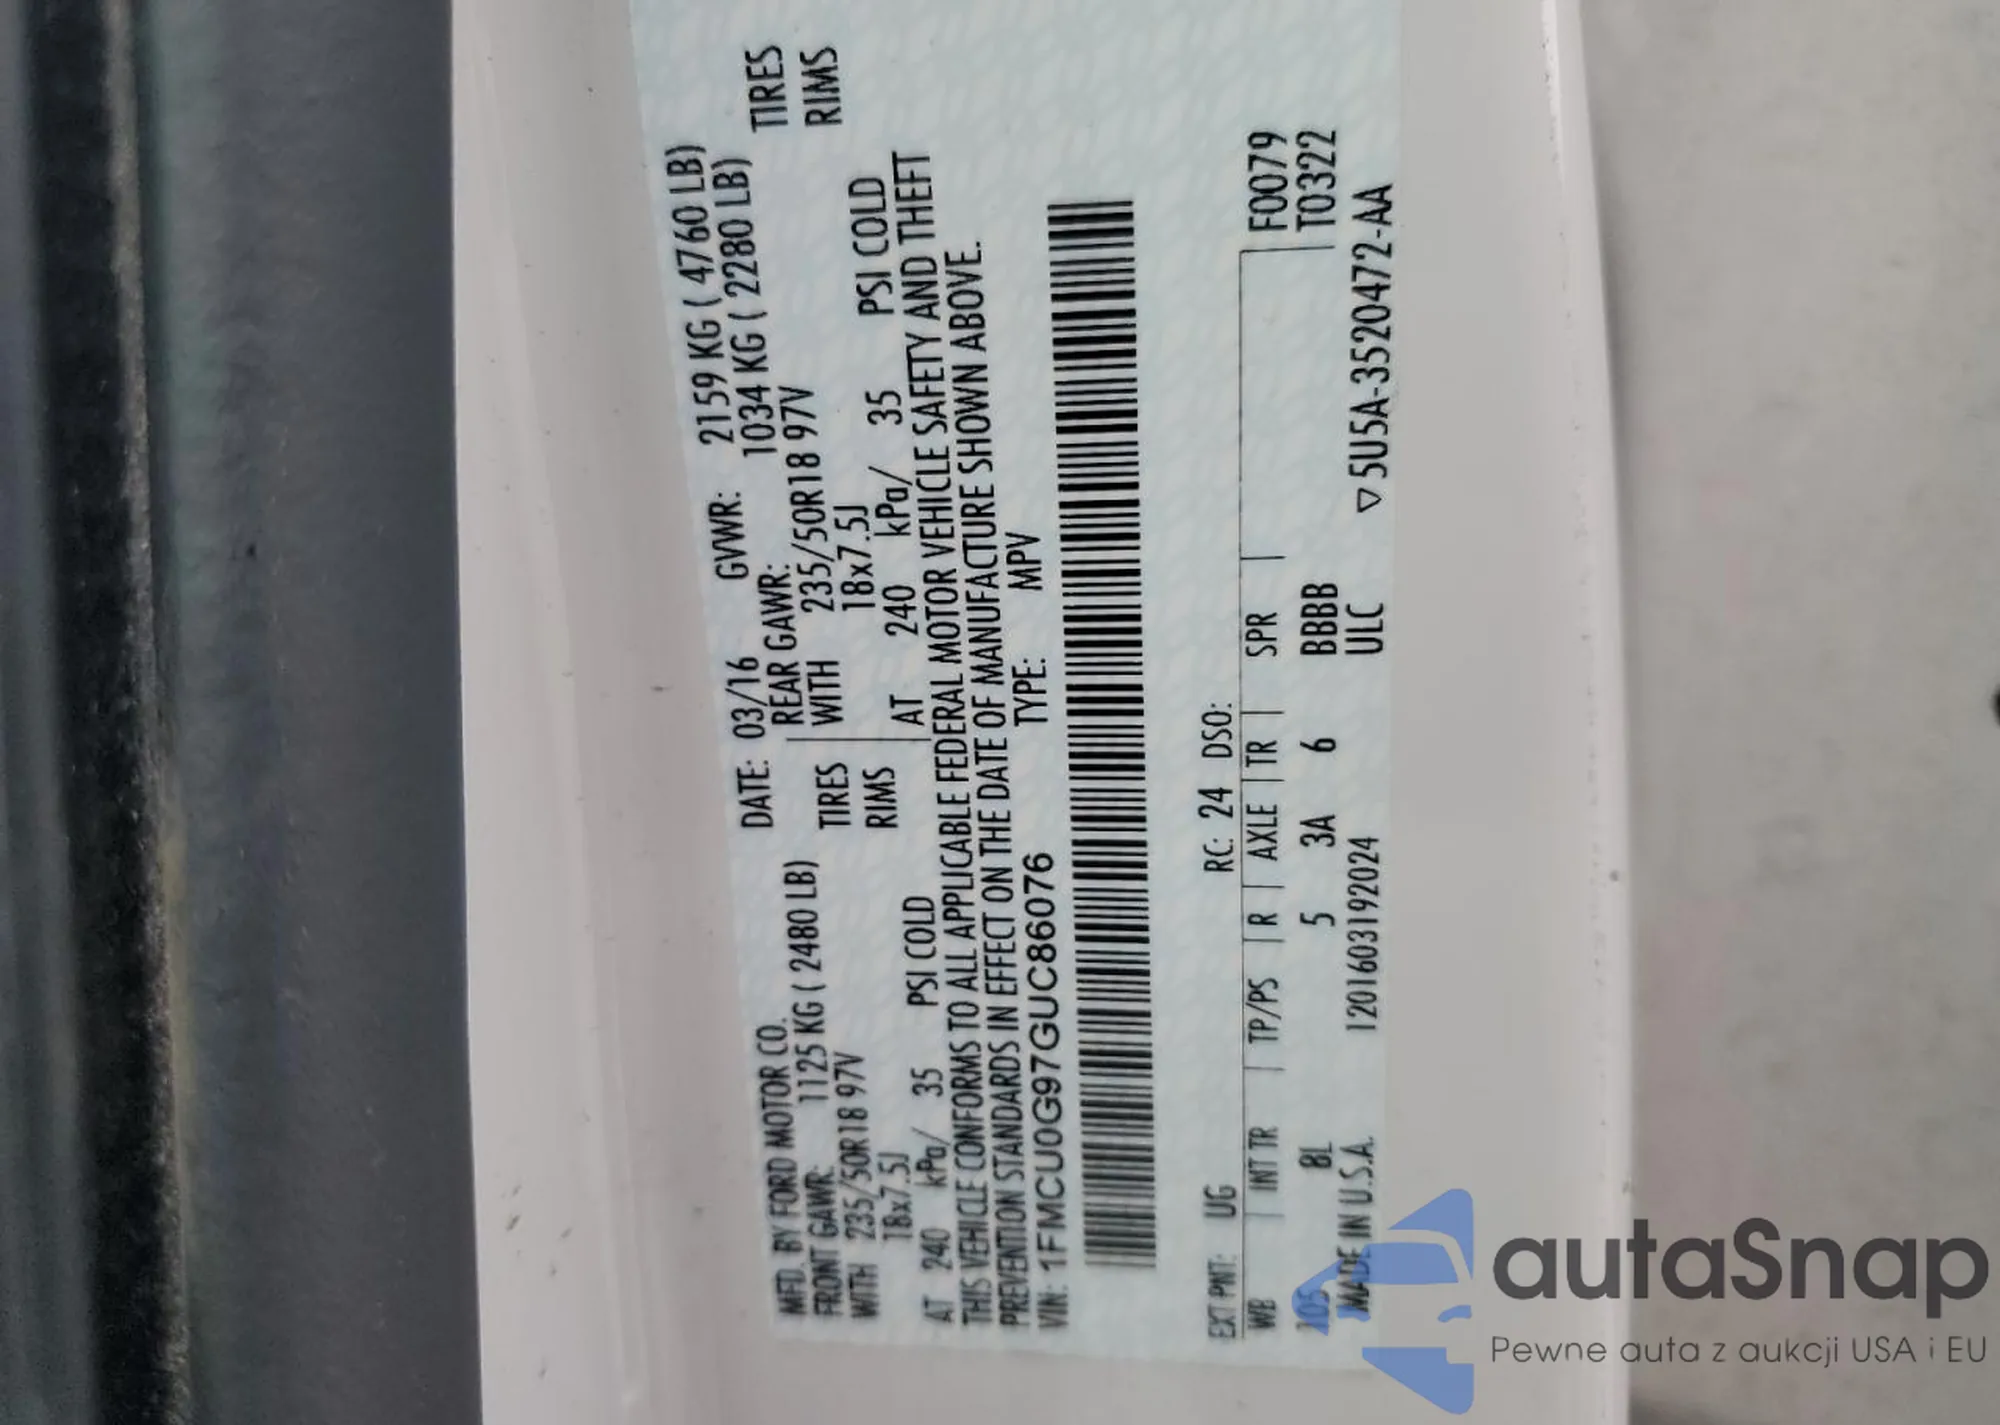 MFD. BY FORD MOTOR CO. DATE: 03/16 GVWR: 2159 KG ( 4760 LB)
FRONT GAWR: 1125 KG ( 2480 LB) REAR GAWR: 1034 KG ( 2280 LB)
WITH 235/50R18 97V TIRES WITH 235/50R18 97V TIRES
18x7.5J RIMS 18x7.5J RIMS
AT 240 kPa/ 35 PSI COLD AT 240 kPa/ 35 PSI COLD
THIS VEHICLE CONFORMS TO ALL APPLICABLE FEDERAL MOTOR VEHICLE SAFETY AND THEFT
PREVENTION STANDARDS IN EFFECT ON THE DATE OF MANUFACTURE SHOWN ABOVE.
VIN: 1FMCU0G97GUC86076 TYPE: MPV
EXT PNT: UG RC: 24 DSO:
WB INT TR TP/PS R AXLE TR SPR F0079
105 8L 5 3A 6 BBBB T0322
MADE IN U.S.A. 1201603192024 ULC ▽5U5A-3520472-AA
autoSnap
Pewne auta z aukcji USA i EU